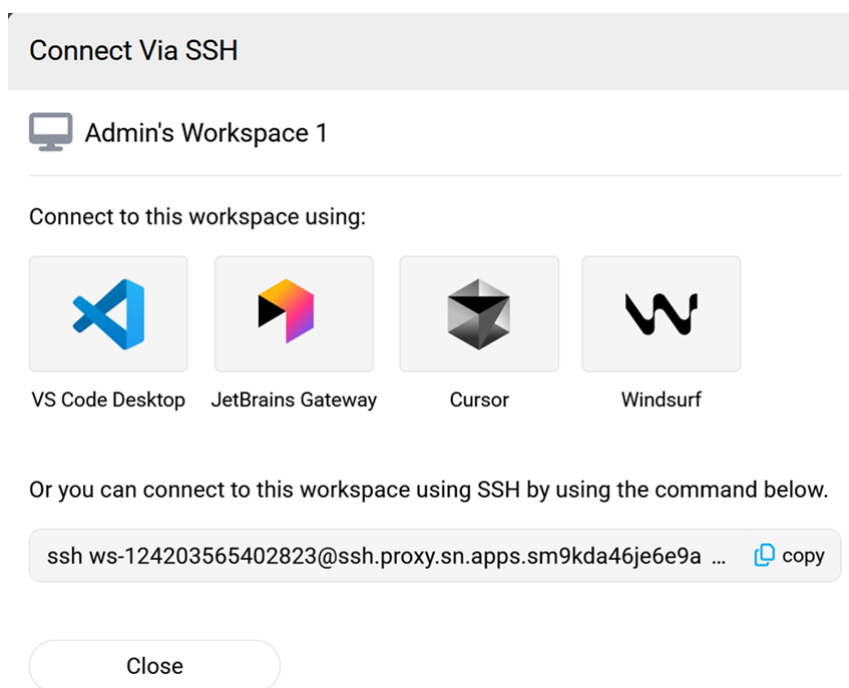 Connect Via SSH
Admin's Workspace 1
Connect to this workspace using:
VS Code Desktop
JetBrains Gateway
Cursor
Windsurf
Or you can connect to this workspace using SSH by using the command below.
ssh ws-124203565402823@ssh.proxy.sn.apps.sm9kda46je6e9a ... copy
Close